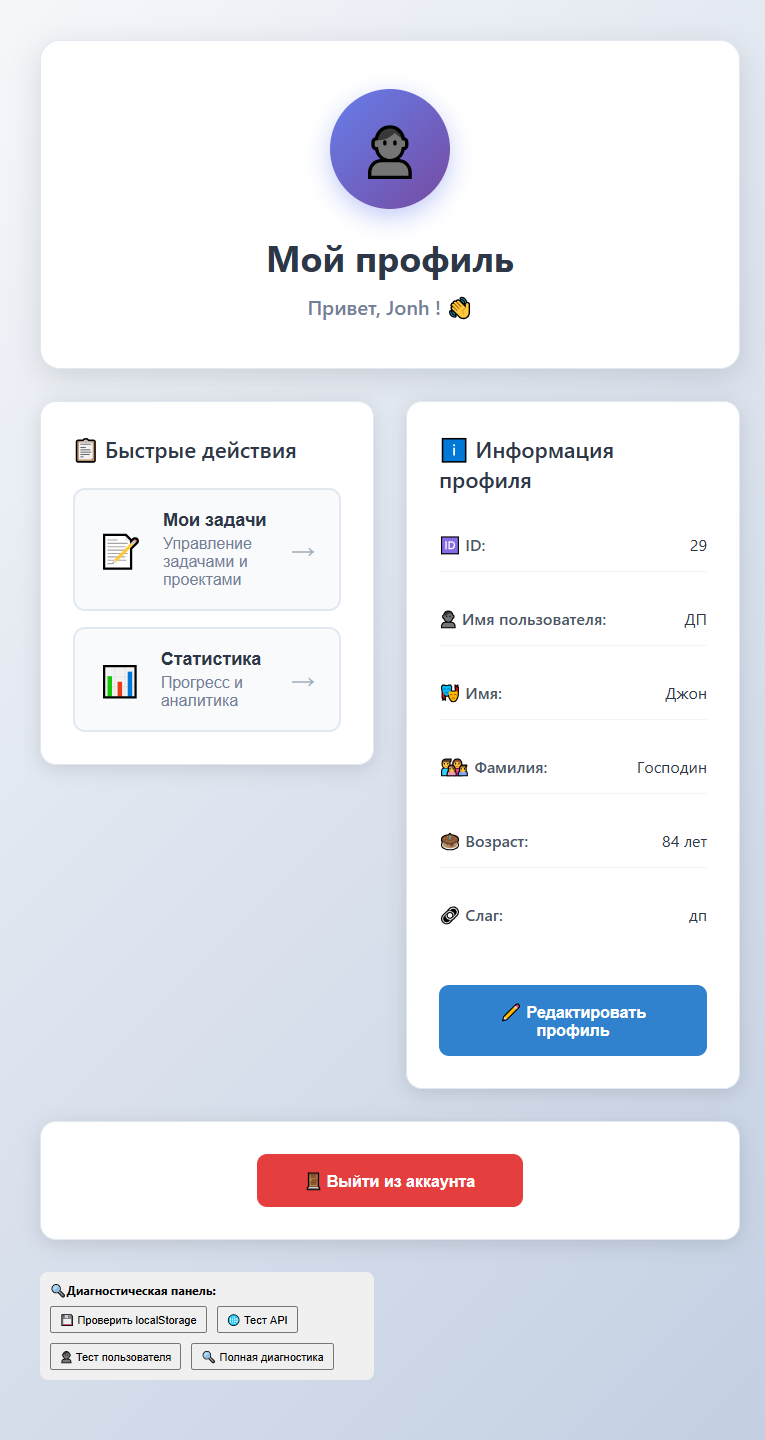 Мой профиль
Привет, Jonh ! 👋
📋 Быстрые действия
📝 Мои задачи
Управление
задачами и
проектами
→
📊 Статистика
Прогресс и
аналитика
→
ℹ️ Информация
профиля
🆔 ID: 29
👤 Имя пользователя: ДП
🎭 Имя: Джон
👨‍👩‍👧 Фамилия: Господин
🎂 Возраст: 84 лет
🔗 Слаг: дп
✏️ Редактировать
профиль
🚪 Выйти из аккаунта
🔍Диагностическая панель:
💾 Проверить localStorage 🌐 Тест API
👤 Тест пользователя 🔍 Полная диагностика